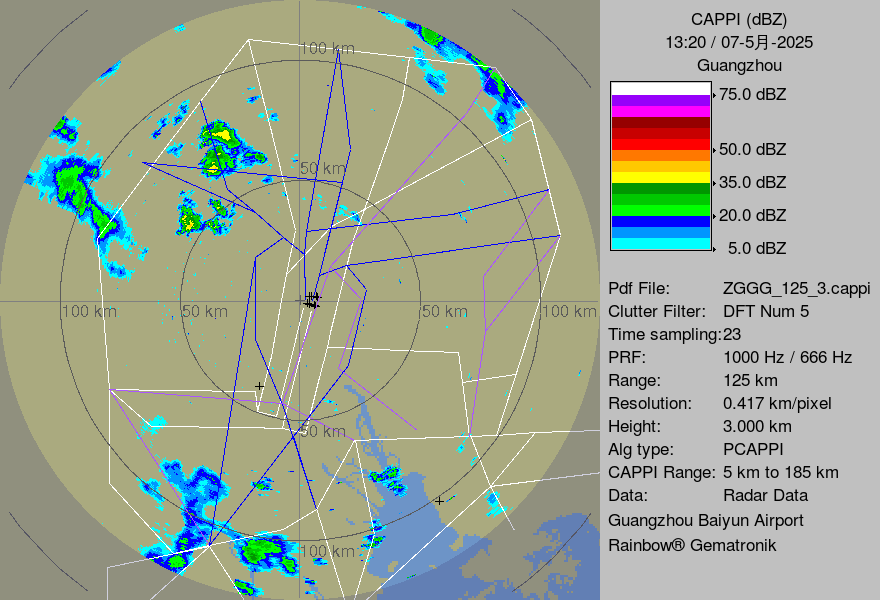 CAPPI (dBZ)
13:20 / 07-5月-2025
Guangzhou
75.0 dBZ
50.0 dBZ
35.0 dBZ
20.0 dBZ
5.0 dBZ
100 km
50 km
100 km
50 km
50 km
100 km
50 km
100 km
Pdf File: ZGGG_125_3.cappi
Clutter Filter: DFT Num 5
Time sampling:23
PRF: 1000 Hz / 666 Hz
Range: 125 km
Resolution: 0.417 km/pixel
Height: 3.000 km
Alg type: PCAPPI
CAPPI Range: 5 km to 185 km
Data: Radar Data
Guangzhou Baiyun Airport
Rainbow® Gematronik